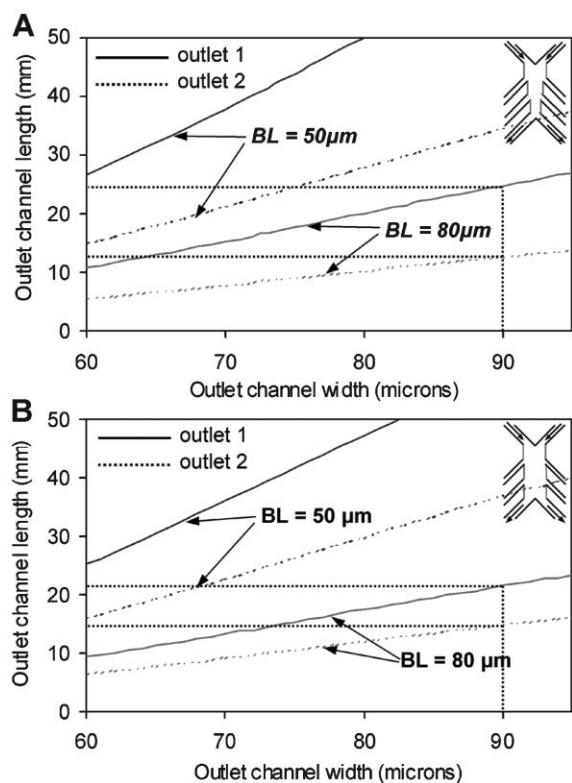 A
50
40
30
20
10
0
Outlet channel length (mm)
outlet 1
outlet 2
BL = 50µm
BL = 80µm
60 70 80 90
Outlet channel width (microns)
B
50
40
30
20
10
0
Outlet channel length (mm)
outlet 1
outlet 2
BL = 50 µm
BL = 80 µm
60 70 80 90
Outlet channel width (microns)